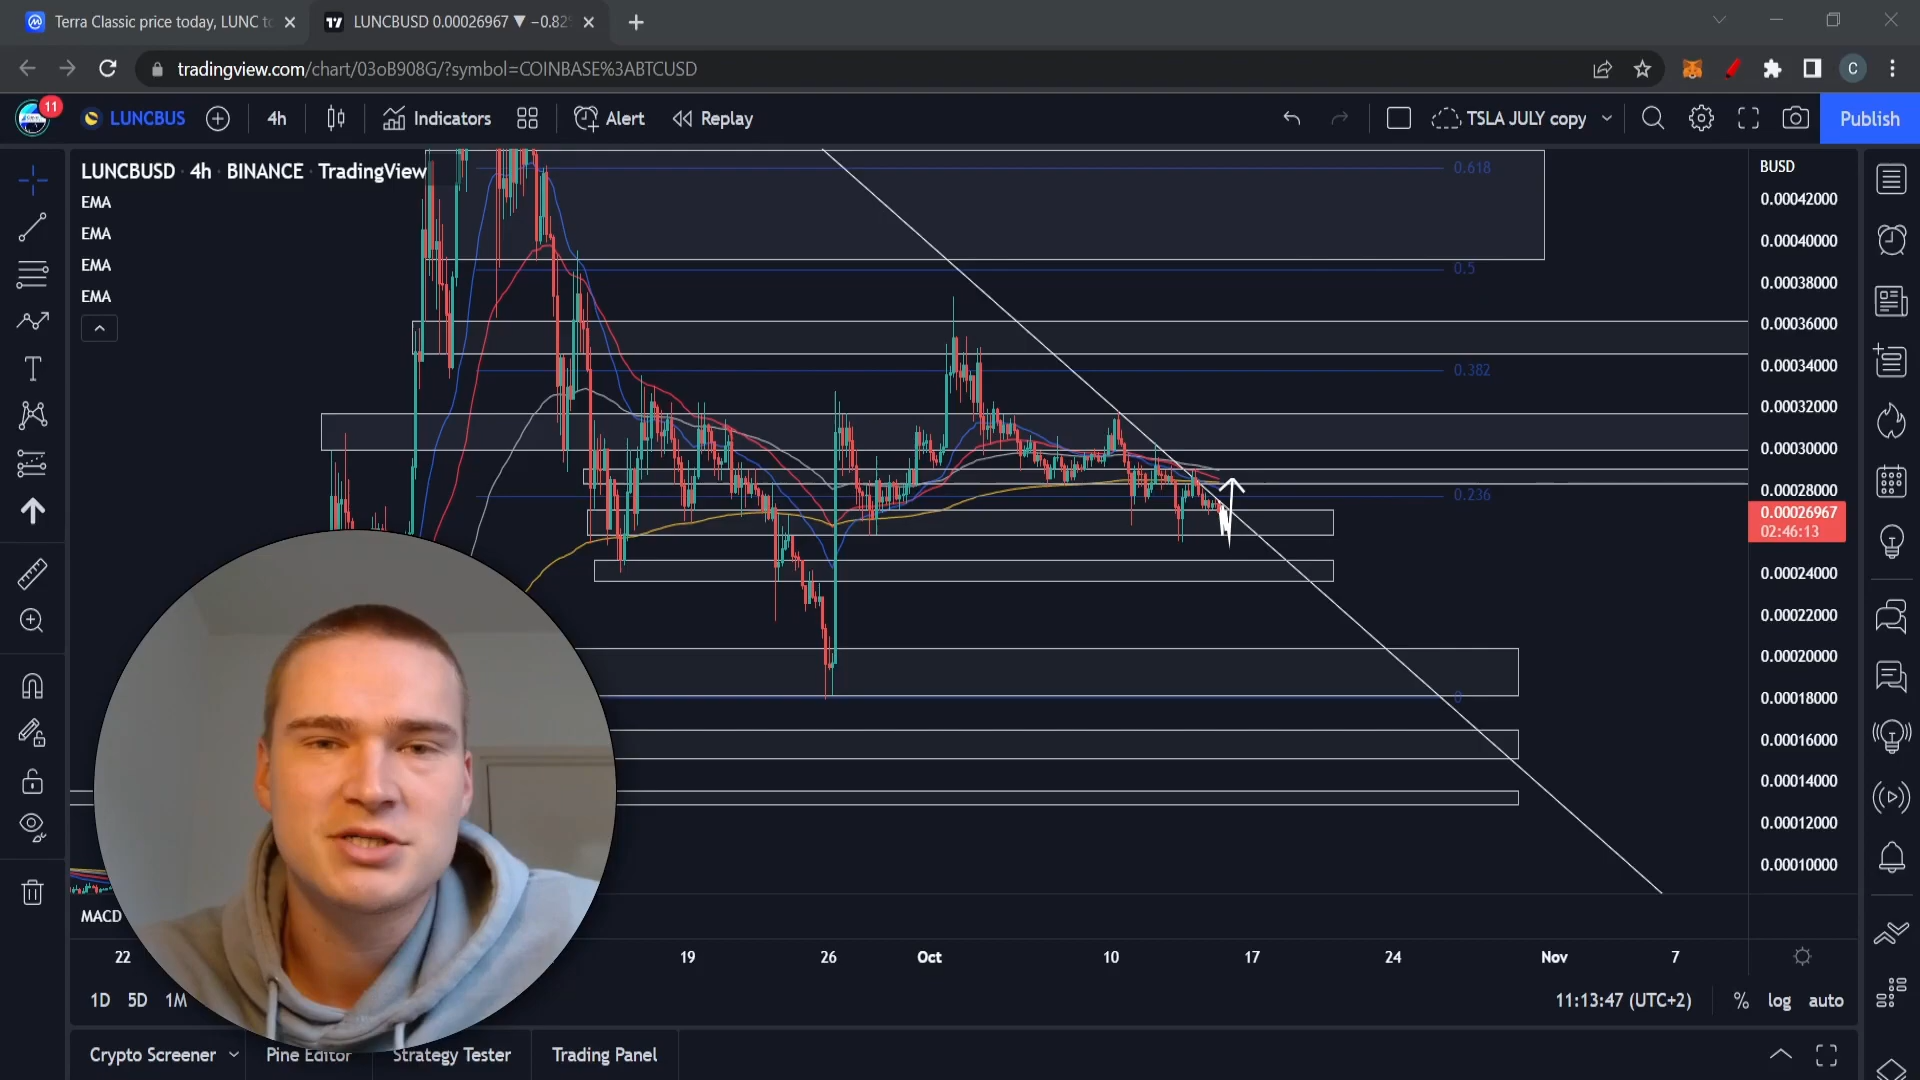 Terra Classic price today, LUNC to
LUNCBUSD 0.00026967 ▼ −0.82
tradingview.com/chart/03oB908G/?symbol=COINBASE%3ABTCUSD
C
11
LUNCBUS
4h
Indicators
Alert
Replay
TSLA JULY copy
Publish
LUNCBUSD · 4h · BINANCE · TradingView
EMA
EMA
EMA
EMA
0.618
0.5
0.382
0.236
0
BUSD
0.00042000
0.00040000
0.00038000
0.00036000
0.00034000
0.00032000
0.00030000
0.00028000
0.00026967
02:46:13
0.00024000
0.00022000
0.00020000
0.00018000
0.00016000
0.00014000
0.00012000
0.00010000
MACD
22
19
26
Oct
10
17
24
Nov
7
1D
5D
1M
11:13:47 (UTC+2)
%
log
auto
Crypto Screener
Pine Editor
Strategy Tester
Trading Panel